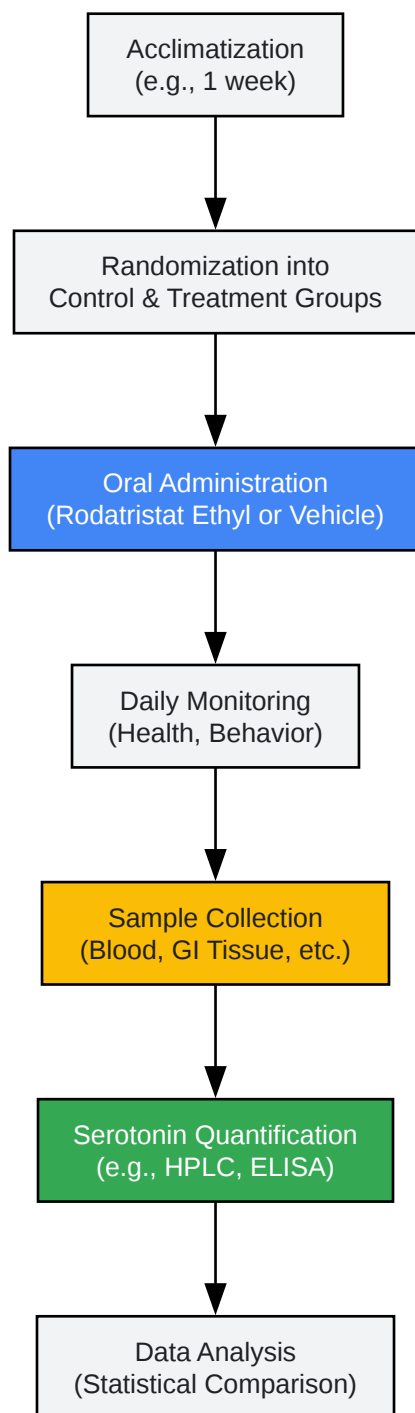 Acclimatization
(e.g., 1 week)
Randomization into
Control & Treatment Groups
Oral Administration
(Rodatristat Ethyl or Vehicle)
Daily Monitoring
(Health, Behavior)
Sample Collection
(Blood, GI Tissue, etc.)
Serotonin Quantification
(e.g., HPLC, ELISA)
Data Analysis
(Statistical Comparison)